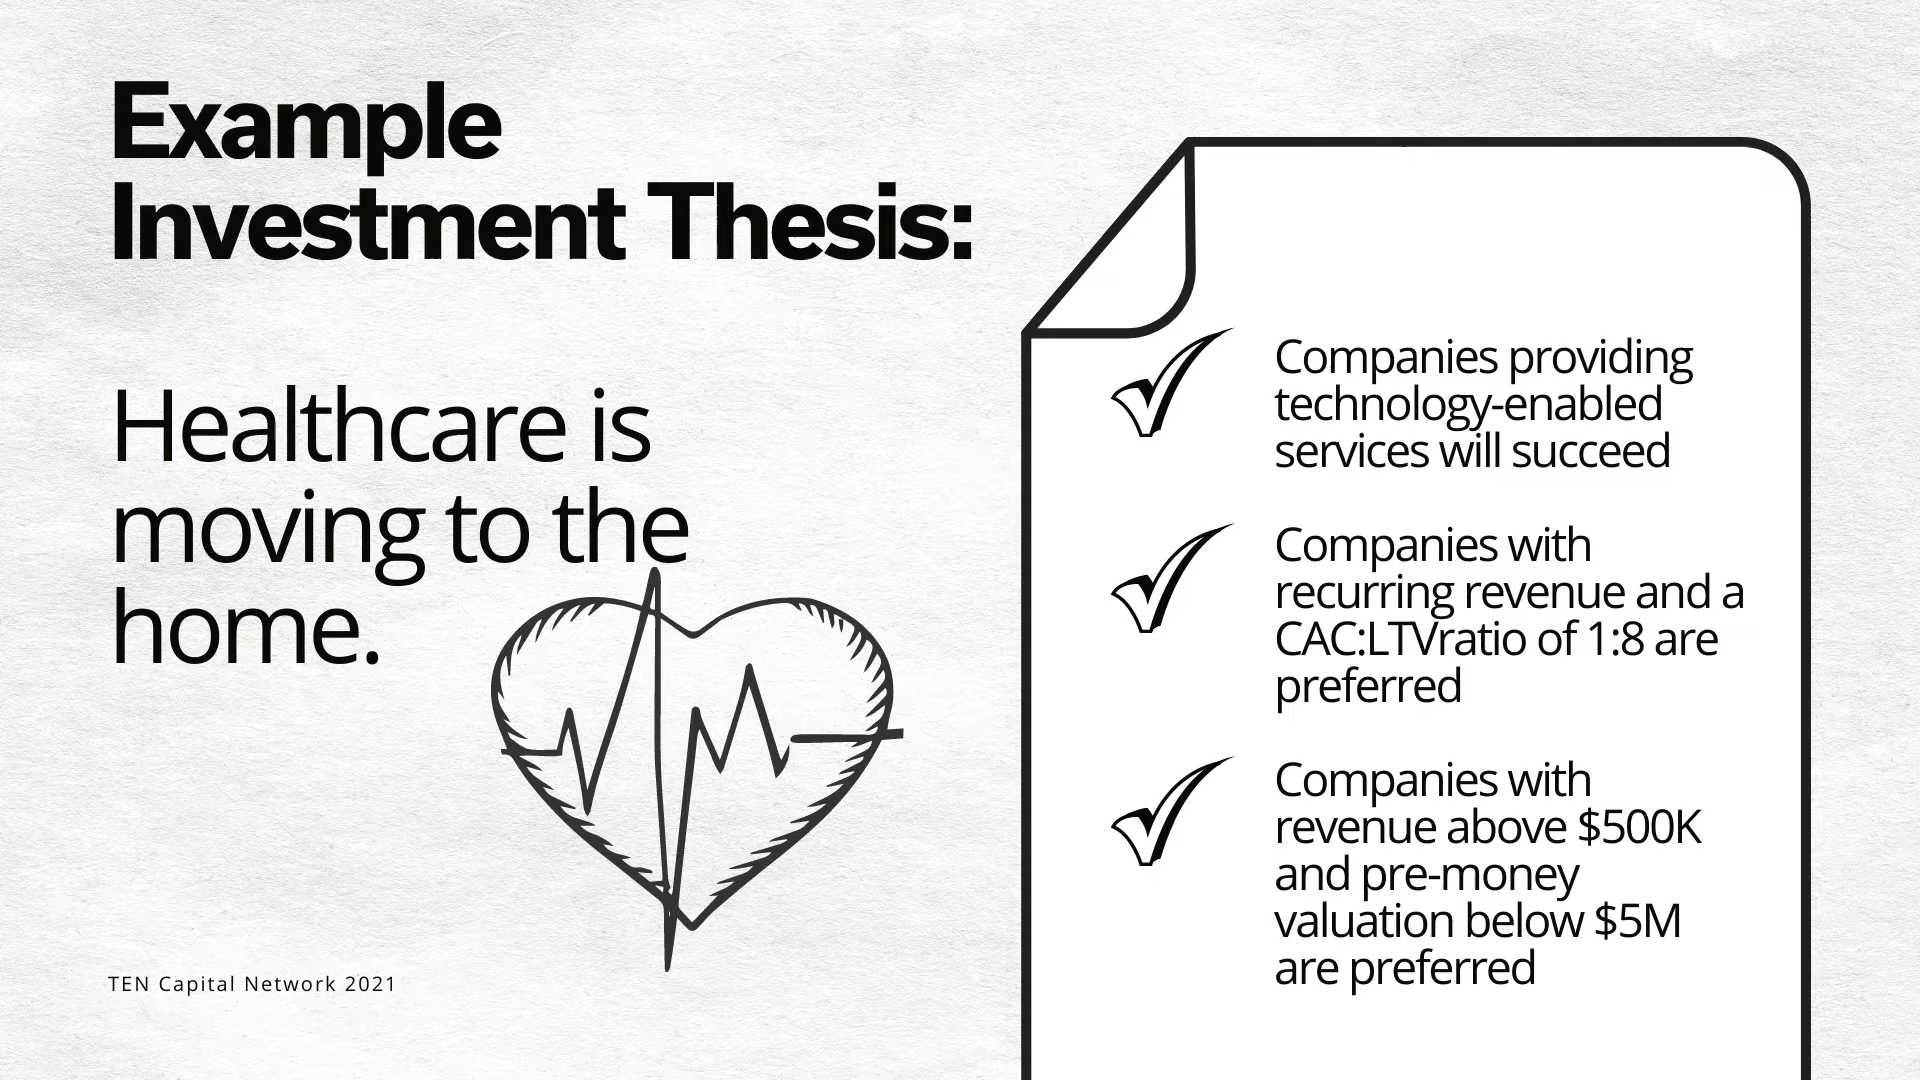 Example
Investment Thesis:
Healthcare is
moving to the
home.
TEN Capital Network 2021
Companies providing
technology-enabled
services will succeed
Companies with
recurring revenue and a
CAC:LTVratio of 1:8 are
preferred
Companies with
revenue above $500K
and pre-money
valuation below $5M
are preferred